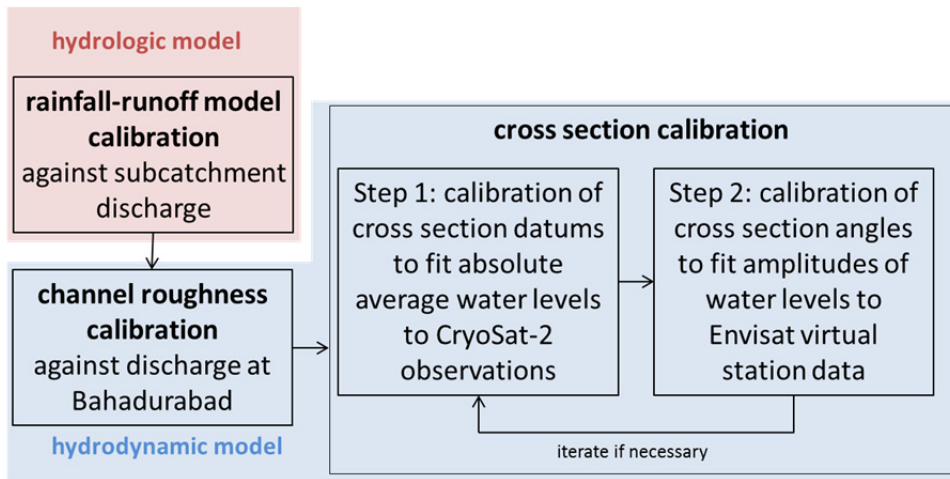 hydrologic model
rainfall-runoff model
calibration
against subcatchment
discharge
channel roughness
calibration
against discharge at
Bahadurabad
hydrodynamic model
cross section calibration
Step 1: calibration of
cross section datums
to fit absolute
average water levels
to CryoSat-2
observations
Step 2: calibration of
cross section angles
to fit amplitudes of
water levels to
Envisat virtual
station data
iterate if necessary